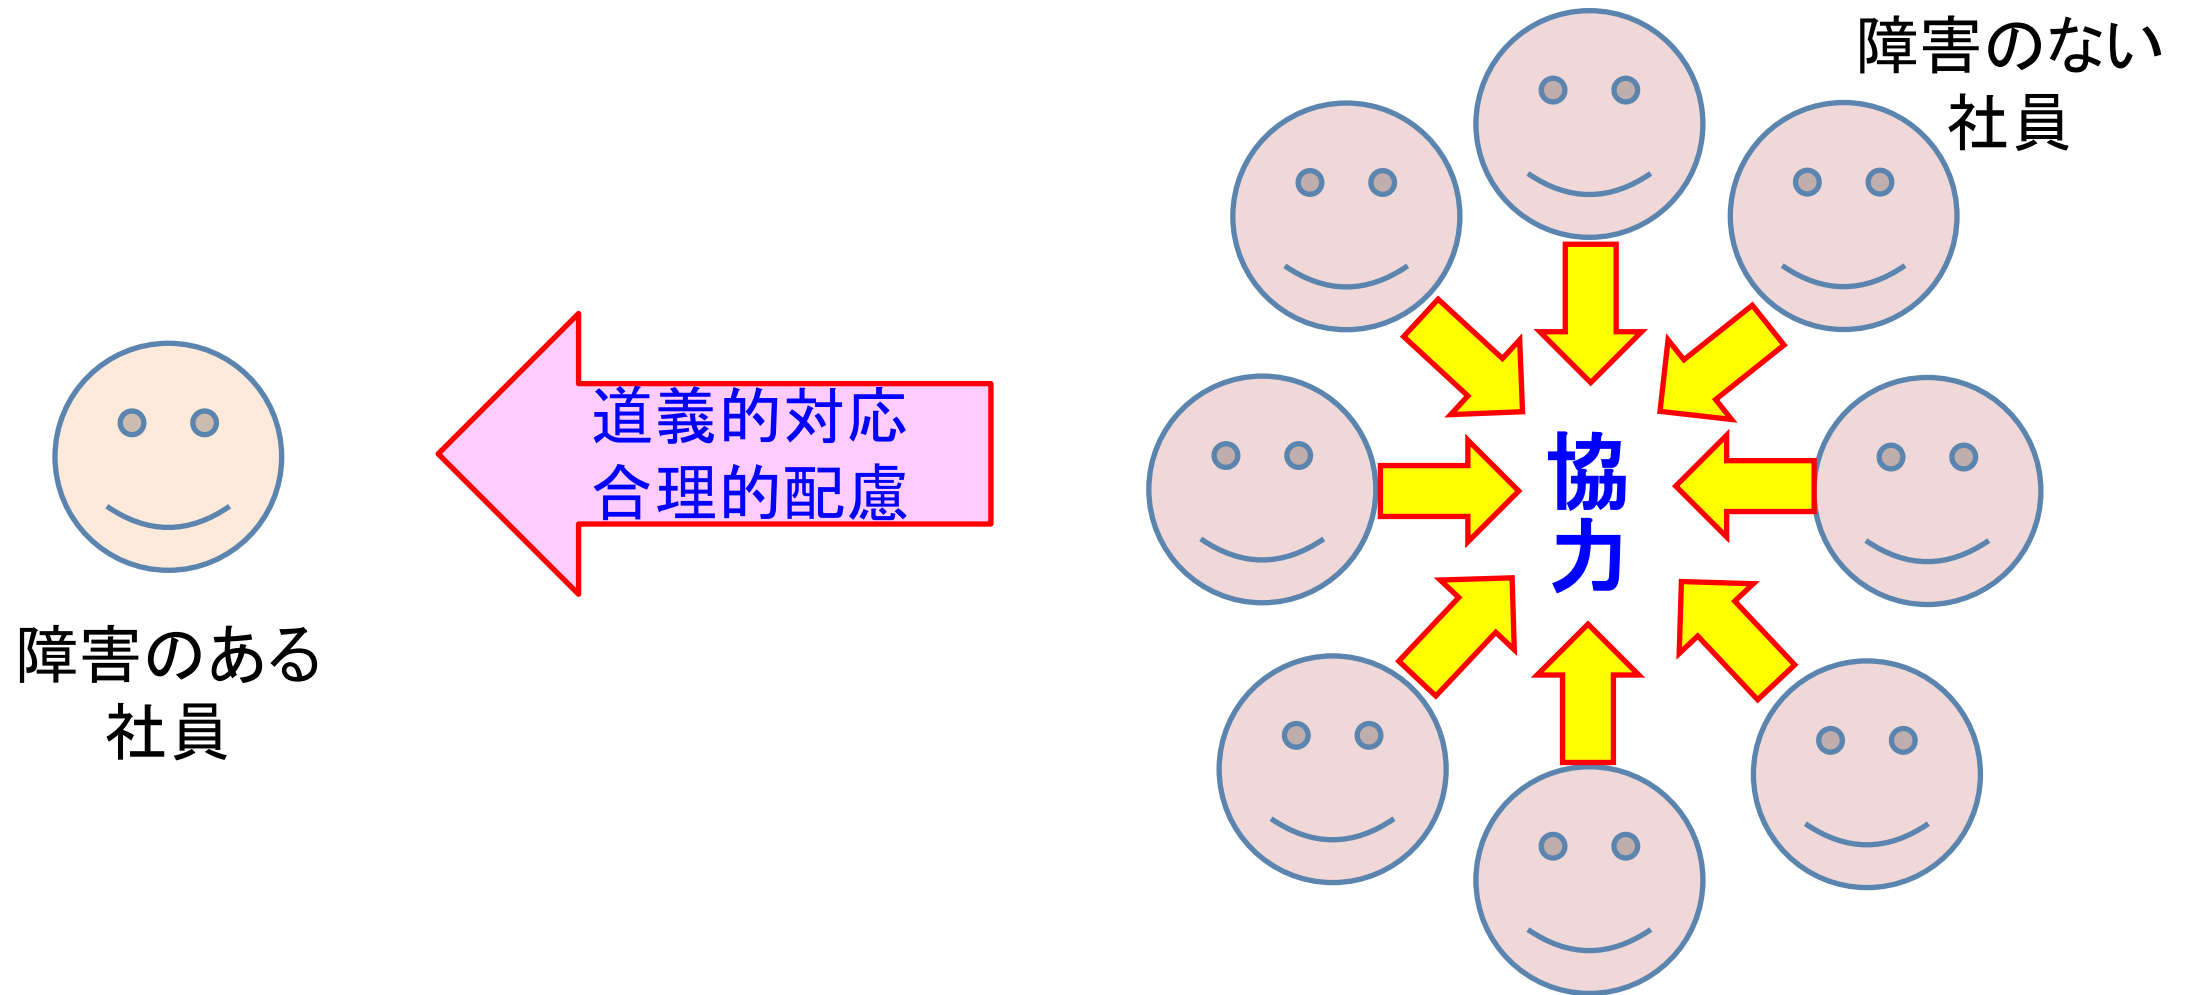 障害のない
社員
道義的対応
合理的配慮
協
力
障害のある
社員